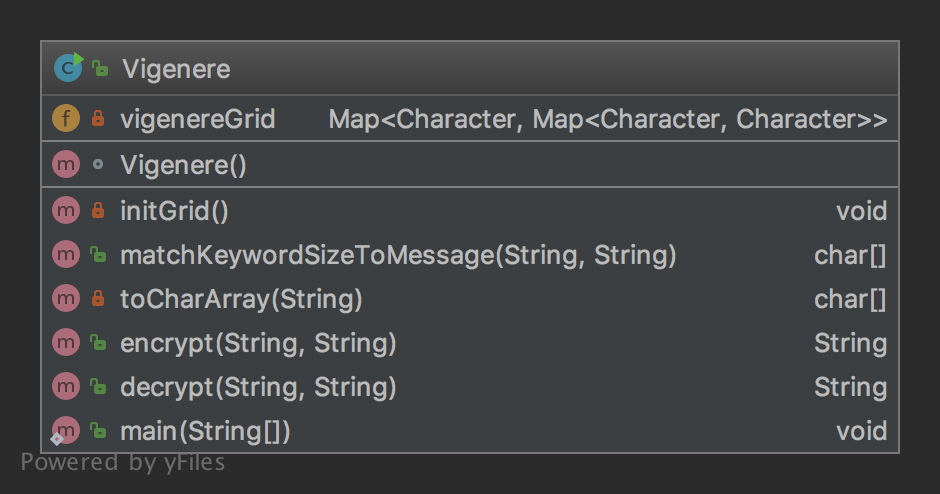 C Vigenere
f vigenereGrid Map<Character, Map<Character, Character>>
m Vigenere()
m initGrid() void
m matchKeywordSizeToMessage(String, String) char[]
m toCharArray(String) char[]
m encrypt(String, String) String
m decrypt(String, String) String
m main(String[]) void
Powered by yFiles